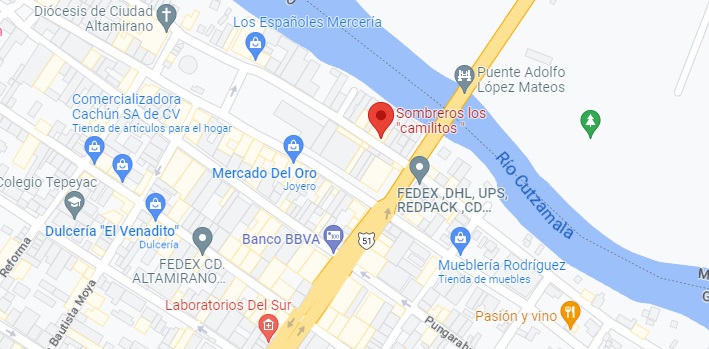 Diócesis de Ciudad
Altamirano
Los Españoles Mercería
Puente Adolfo
López Mateos
Comercializadora
Cachún SA de CV
Tienda de artículos para el hogar
Sombreros los
"camilitos "
Mercado Del Oro
Joyero
Colegio Tepeyac
FEDEX ,DHL, UPS,
REDPACK ,CD...
Río Cutzamala
Dulcería "El Venadito"
Dulcería
Banco BBVA
51
FEDEX CD.
ALTAMIRANO...
Mueblería Rodríguez
Tienda de muebles
Reforma
Bautista Moya
Laboratorios Del Sur
Pasión y vino
Pungarab
M
G